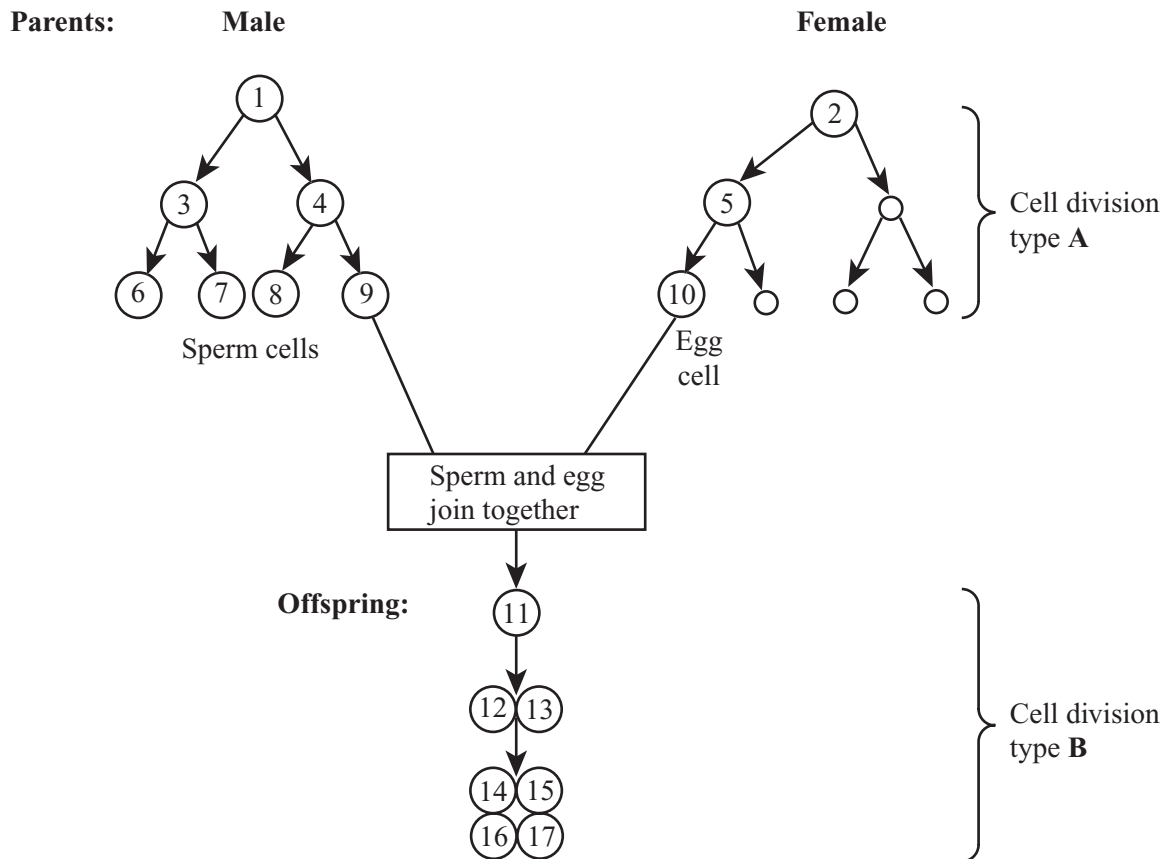 Parents: Male Female
1
2
3 4 5
Cell division
type A
6 7 8 9 10
Sperm cells
Egg
cell
Sperm and egg
join together
Offspring: 11
12 13
Cell division
type B
14 15
16 17